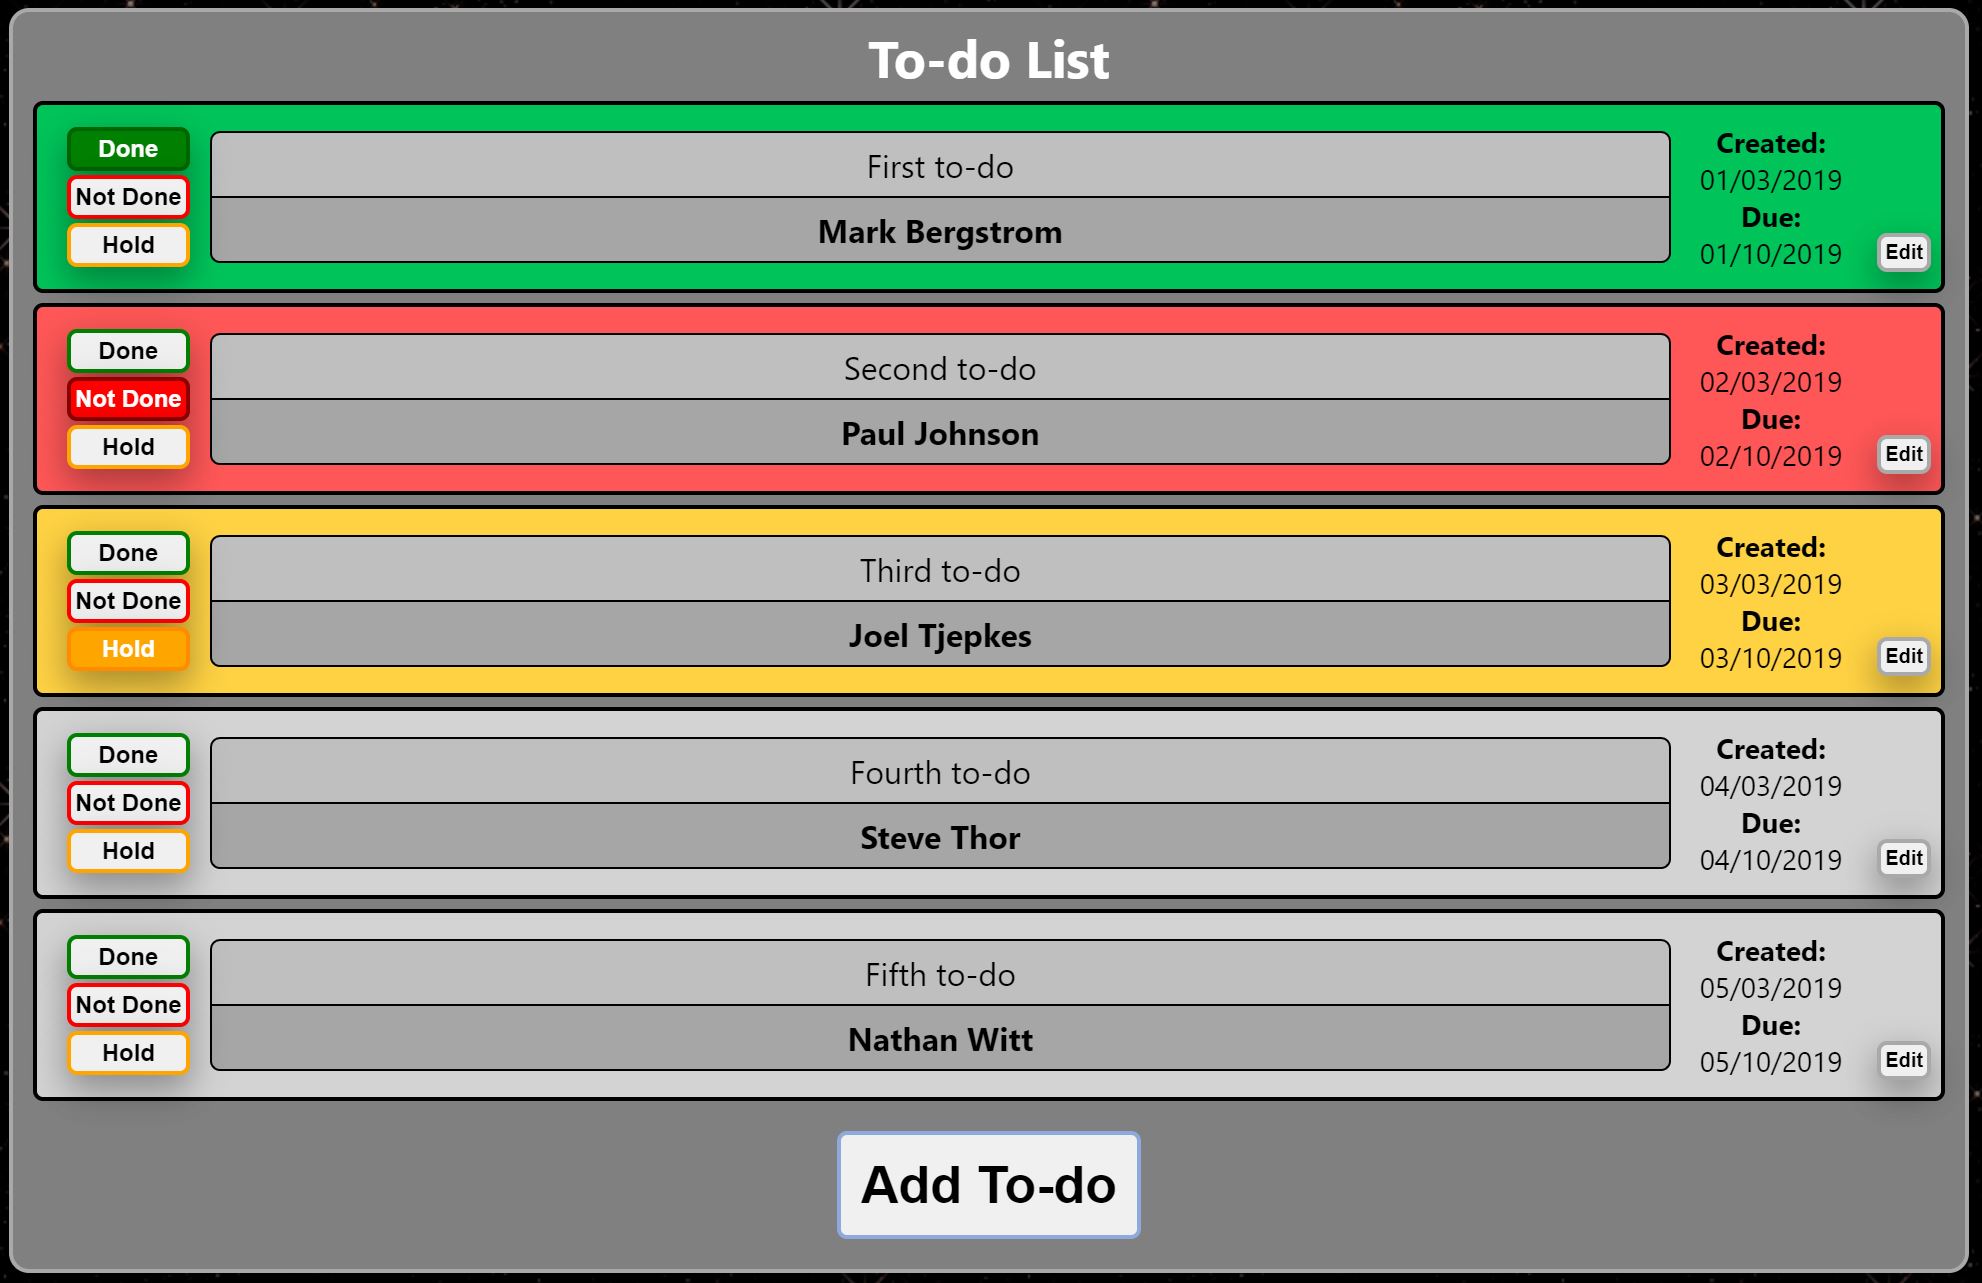 To-do List
Done
Not Done
Hold
First to-do
Mark Bergstrom
Created:
01/03/2019
Due:
01/10/2019
Edit
Done
Not Done
Hold
Second to-do
Paul Johnson
Created:
02/03/2019
Due:
02/10/2019
Edit
Done
Not Done
Hold
Third to-do
Joel Tjepkes
Created:
03/03/2019
Due:
03/10/2019
Edit
Done
Not Done
Hold
Fourth to-do
Steve Thor
Created:
04/03/2019
Due:
04/10/2019
Edit
Done
Not Done
Hold
Fifth to-do
Nathan Witt
Created:
05/03/2019
Due:
05/10/2019
Edit
Add To-do